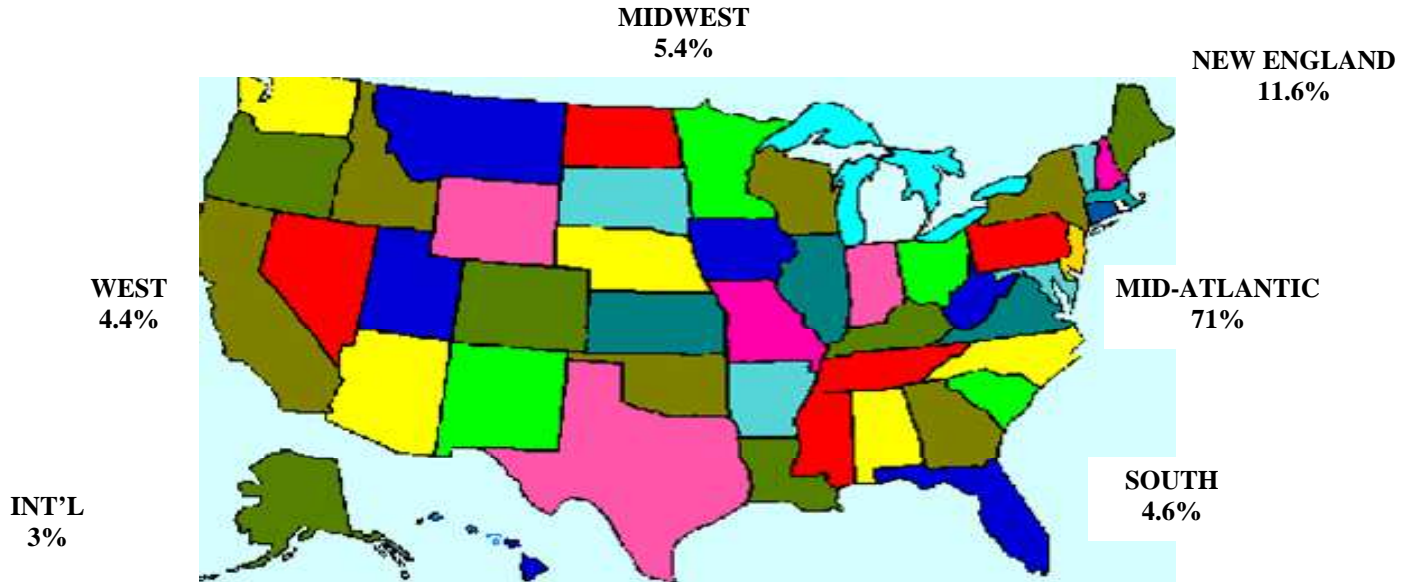 MIDWEST
5.4%
NEW ENGLAND
11.6%
WEST
4.4%
MID-ATLANTIC
71%
SOUTH
4.6%
INT'L
3%